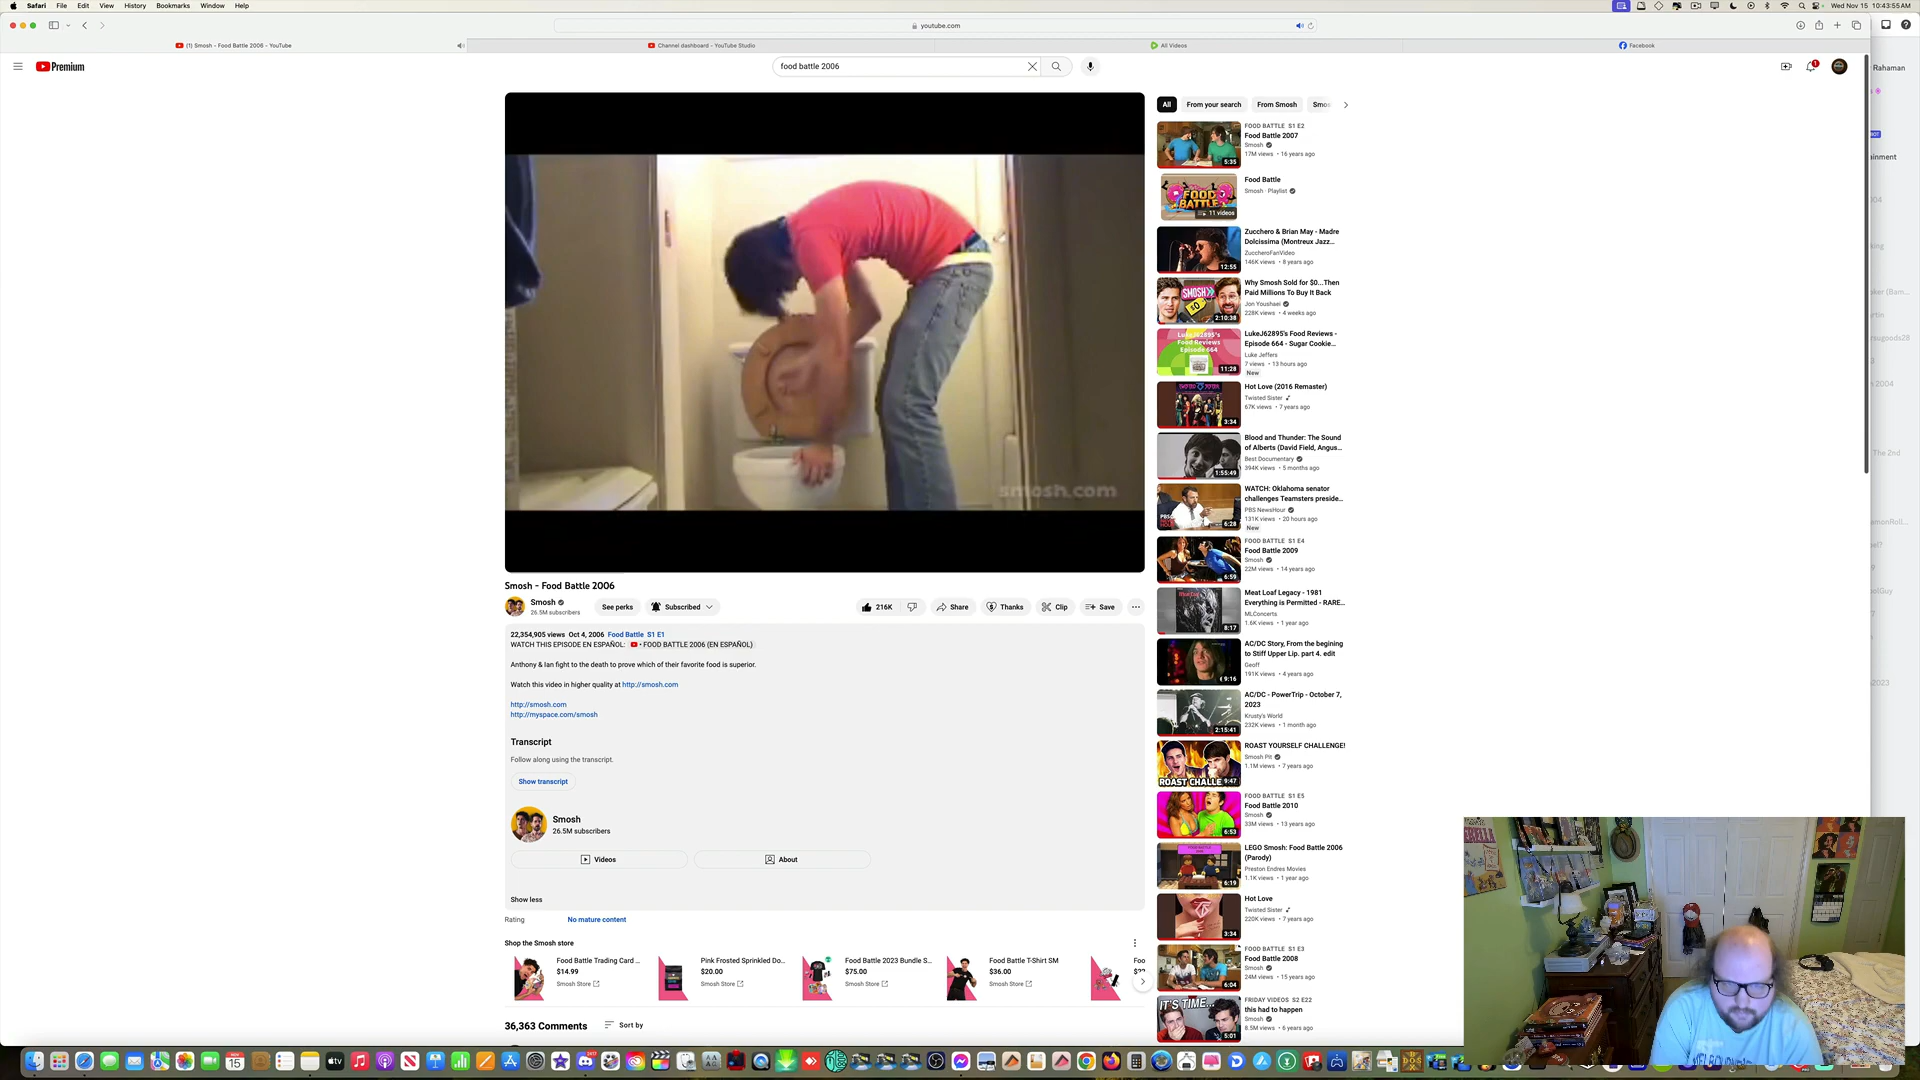 Safari File Edit View History Bookmarks Window Help
Wed Nov 15 10:43:55 AM
youtube.com
(1) Smosh - Food Battle 2006 - YouTube
Channel dashboard - YouTube Studio
All Videos
Facebook
Premium
food battle 2006
1
smosh.com
Smosh - Food Battle 2006
Smosh
26.5M subscribers
See perks
Subscribed
216K
Share
Thanks
Clip
Save
22,354,905 views Oct 4, 2006 Food Battle S1 E1
WATCH THIS EPISODE EN ESPAÑOL: • FOOD BATTLE 2006 (EN ESPAÑOL)
Anthony & Ian fight to the death to prove which of their favorite food is superior.
Watch this video in higher quality at http://smosh.com
http://smosh.com
http://myspace.com/smosh
Transcript
Follow along using the transcript.
Show transcript
Smosh
26.5M subscribers
Videos
About
Show less
Rating
No mature content
Shop the Smosh store
Food Battle Trading Card ...
$14.99
Smosh Store
Pink Frosted Sprinkled Do...
$20.00
Smosh Store
Food Battle 2023 Bundle S...
$75.00
Smosh Store
Food Battle T-Shirt SM
$36.00
Smosh Store
36,363 Comments
Sort by
All
From your search
From Smosh
FOOD BATTLE S1 E2
Food Battle 2007
Smosh
17M views • 16 years ago
5:35
Food Battle
Smosh · Playlist
FOOD BATTLE
11 videos
Zucchero & Brian May - Madre
Dolcissima (Montreux Jazz...
ZuccheroFanVideo
146K views • 8 years ago
12:55
Why Smosh Sold for $0...Then
Paid Millions To Buy It Back
Jon Youshaei
228K views • 4 weeks ago
SMOSH
$0
2:10:38
LukeJ62895's Food Reviews -
Episode 664 - Sugar Cookie...
Luke Jeffers
7 views • 13 hours ago
New
LukeJ62895's
Food Reviews
Episode 664
11:28
Hot Love (2016 Remaster)
Twisted Sister
67K views • 7 years ago
3:34
Blood and Thunder: The Sound
of Alberts (David Field, Angus...
Best Documentary
394K views • 5 months ago
1:55:49
WATCH: Oklahoma senator
challenges Teamsters preside...
PBS NewsHour
131K views • 20 hours ago
New
6:28
FOOD BATTLE S1 E4
Food Battle 2009
Smosh
22M views • 14 years ago
6:59
Meat Loaf Legacy - 1981
Everything is Permitted - RARE...
MLConcerts
1.6K views • 1 year ago
8:17
AC/DC Story, From the begining
to Stiff Upper Lip. part 4. edit
Geoff
191K views • 4 years ago
9:16
AC/DC - PowerTrip - October 7,
2023
Krusty's World
232K views • 1 month ago
2:15:41
ROAST YOURSELF CHALLENGE!
Smosh Pit
1.1M views • 7 years ago
9:47
FOOD BATTLE S1 E5
Food Battle 2010
Smosh
33M views • 13 years ago
6:53
LEGO Smosh: Food Battle 2006
(Parody)
Preston Endres Movies
1.1K views • 1 year ago
6:19
Hot Love
Twisted Sister
220K views • 7 years ago
3:34
FOOD BATTLE S1 E3
Food Battle 2008
Smosh
24M views • 15 years ago
6:04
FRIDAY VIDEOS S2 E22
this had to happen
Smosh
8.5M views • 6 years ago
IT'S TIME...
5:01
Rahaman
The 2nd